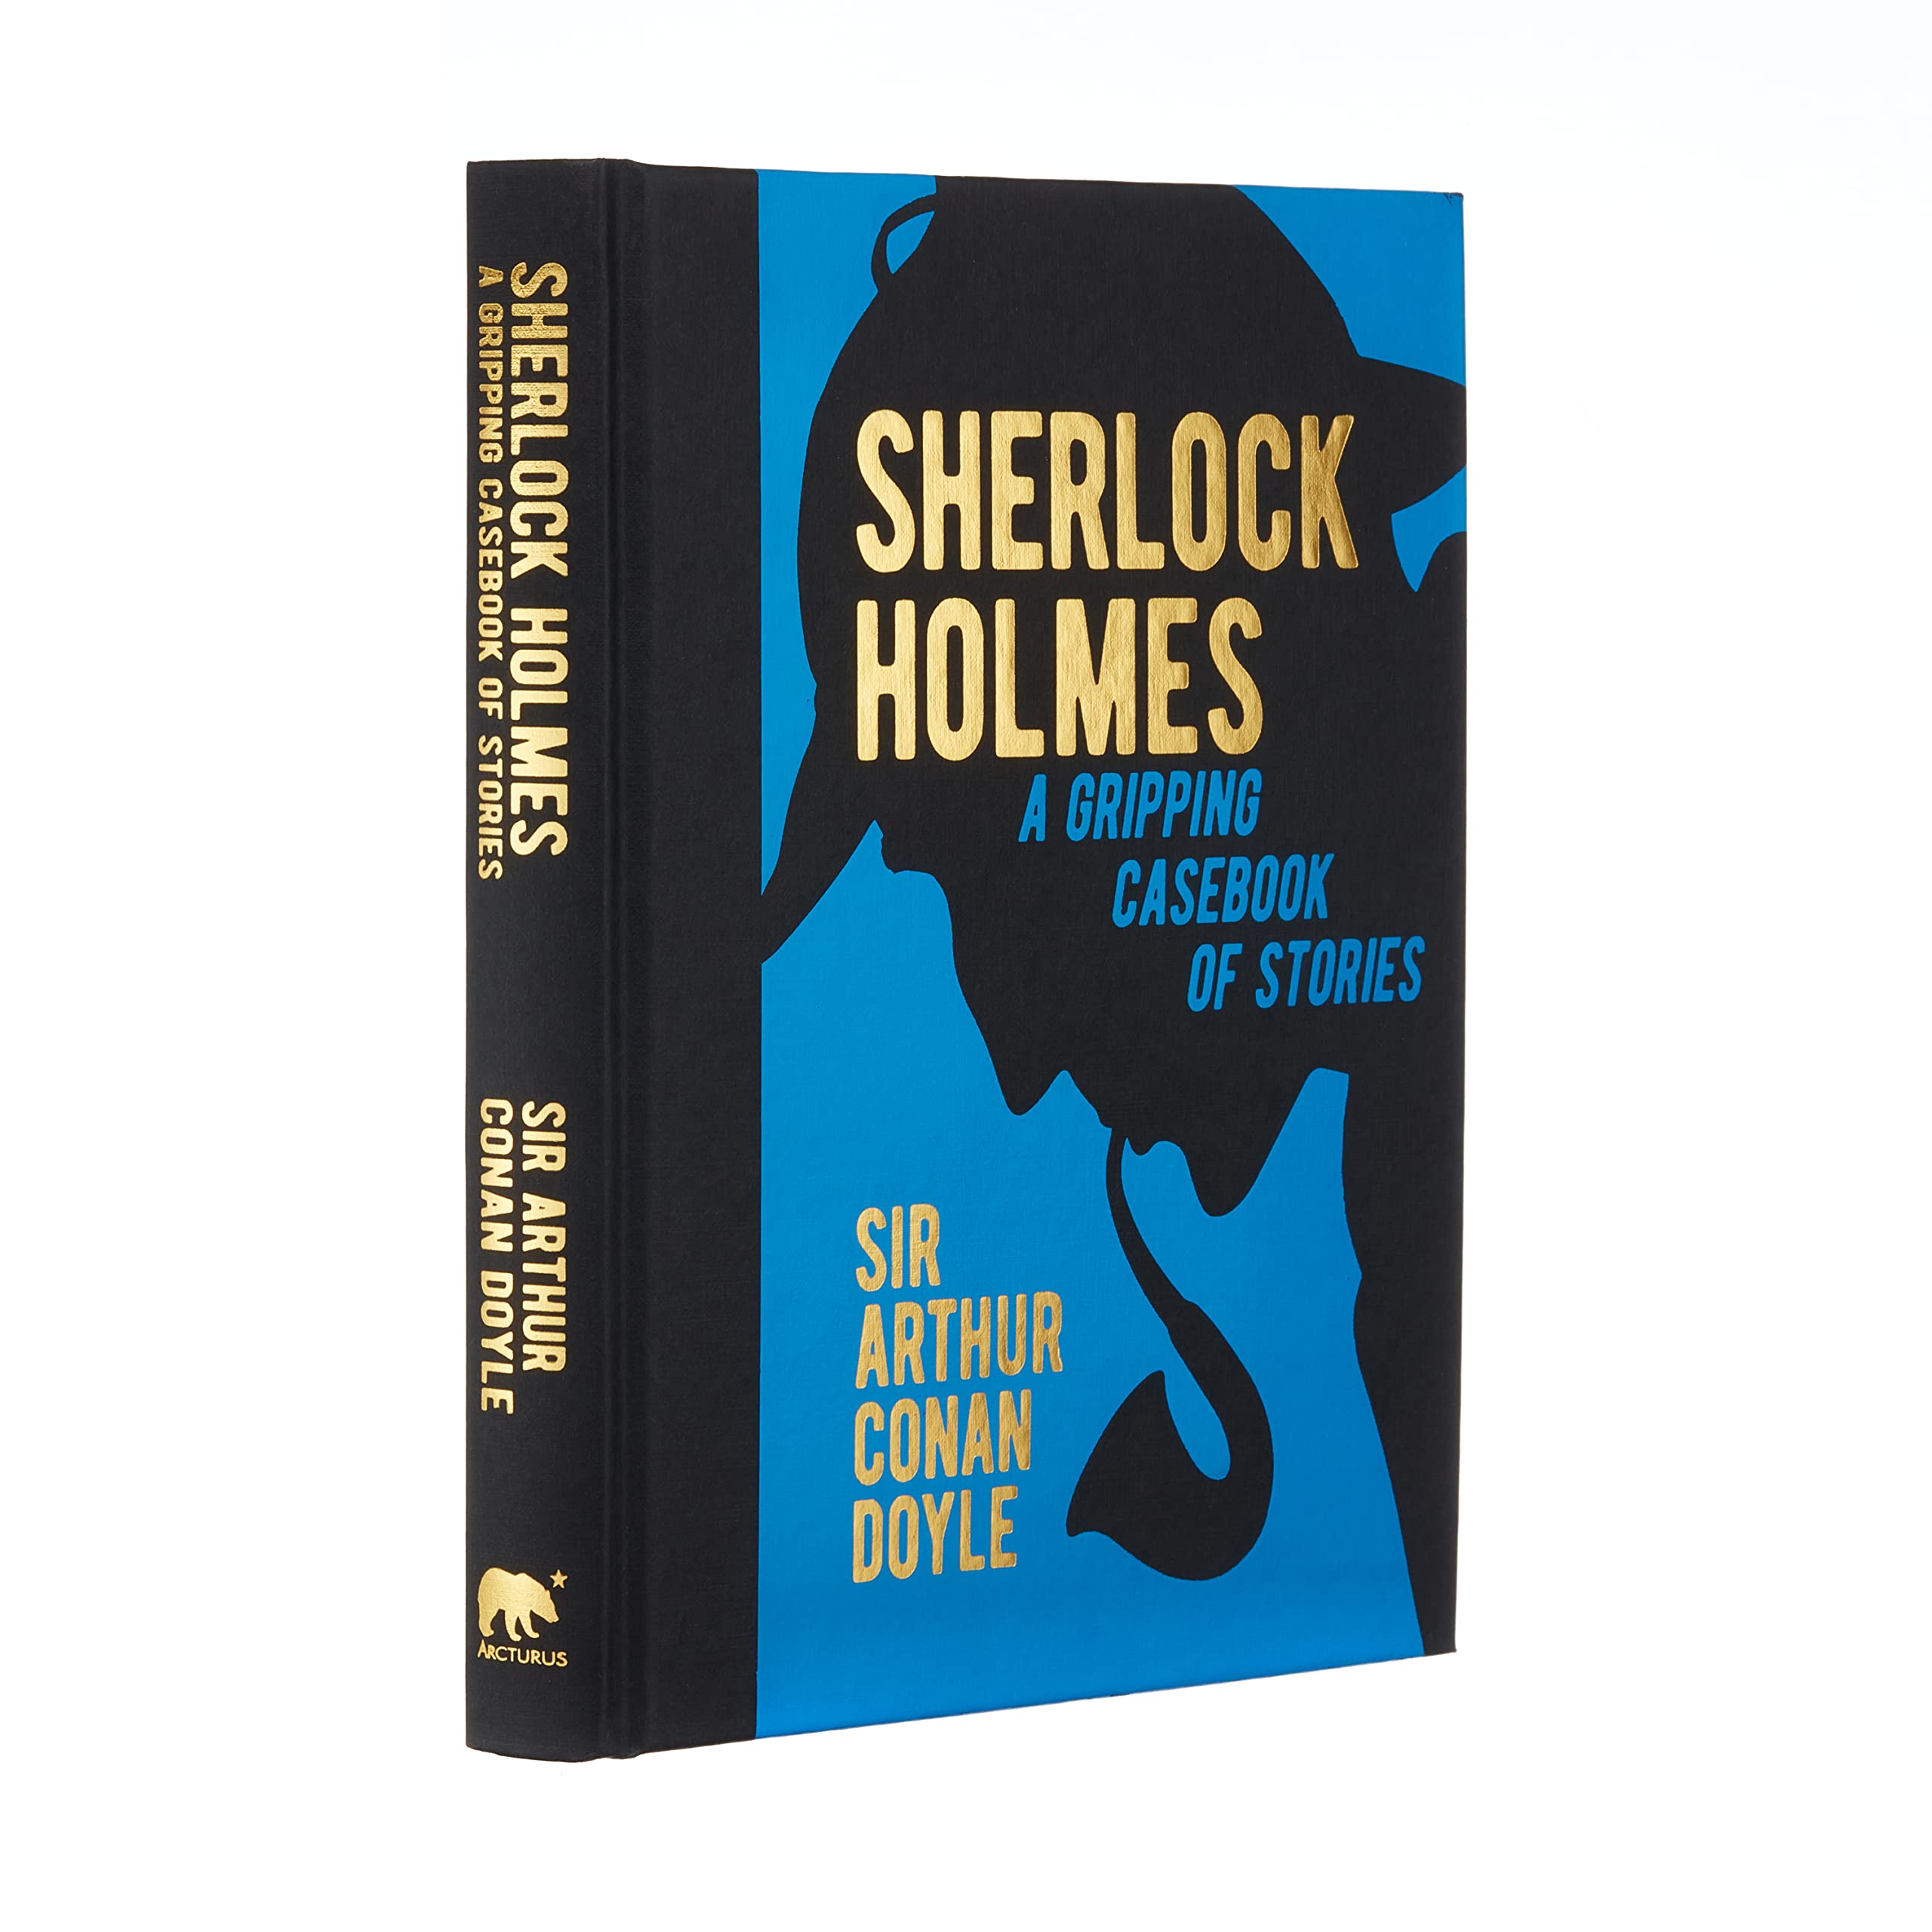 SHERLOCK HOLMES
A GRIPPING CASEBOOK OF STORIES
SIR ARTHUR
CONAN DOYLE
ARCTURUS
SHERLOCK
HOLMES
A GRIPPING
CASEBOOK
OF STORIES
SIR
ARTHUR
CONAN
DOYLE